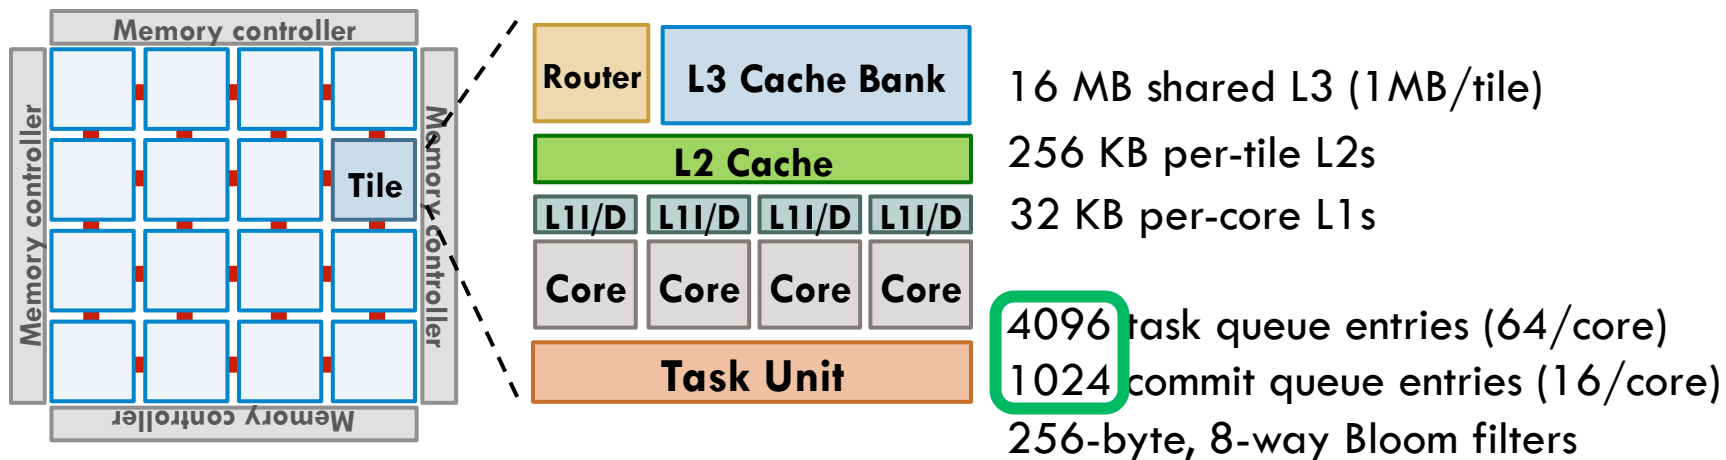 Memory controller
Memory controller
Memory controller
Memory controller
Tile
Router
L3 Cache Bank
L2 Cache
L1I/D L1I/D L1I/D L1I/D
Core Core Core Core
Task Unit
16 MB shared L3 (1MB/tile)
256 KB per-tile L2s
32 KB per-core L1s
4096 task queue entries (64/core)
1024 commit queue entries (16/core)
256-byte, 8-way Bloom filters